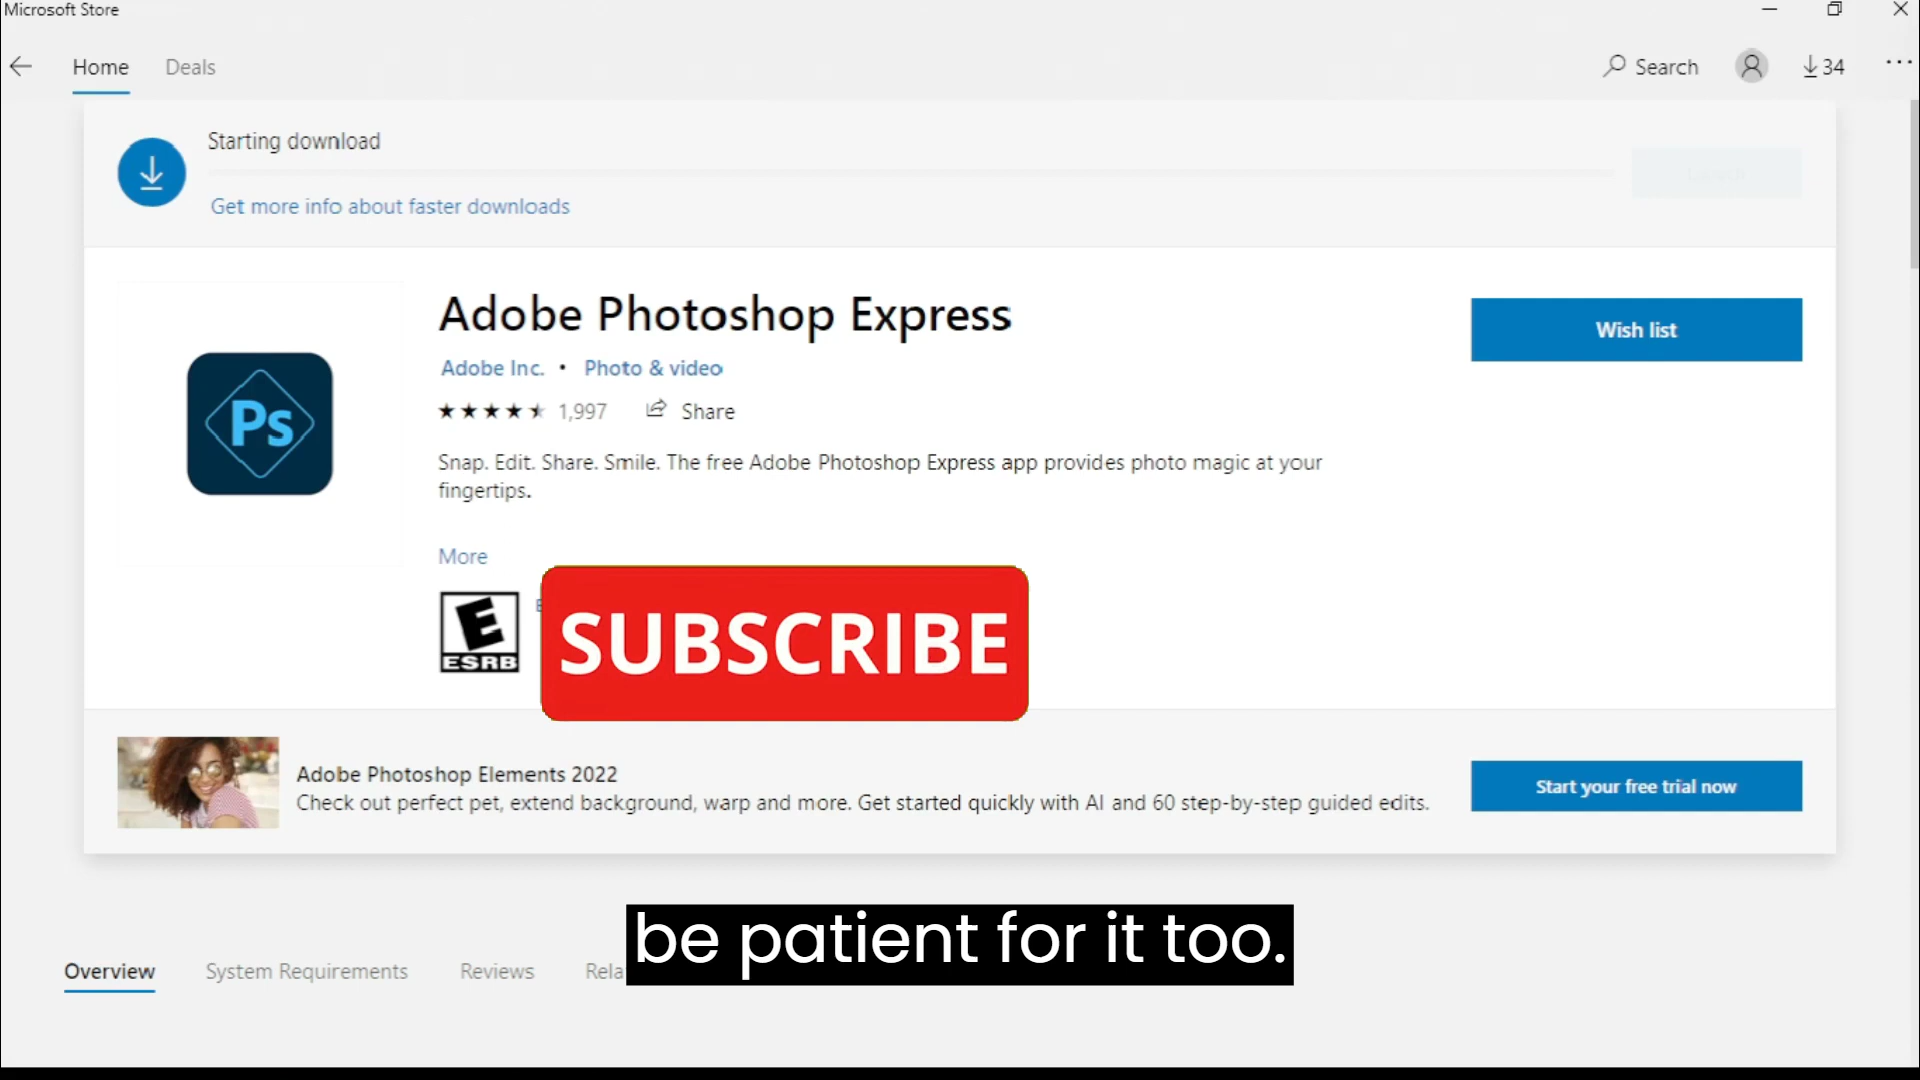 Microsoft Store
Home Deals Search 34
Starting download
Get more info about faster downloads
Adobe Photoshop Express
Wish list
Adobe Inc. • Photo & video
1,997 Share
Ps
Snap. Edit. Share. Smile. The free Adobe Photoshop Express app provides photo magic at your
fingertips.
More
E
ESRB
SUBSCRIBE
Adobe Photoshop Elements 2022
Check out perfect pet, extend background, warp and more. Get started quickly with AI and 60 step-by-step guided edits.
Start your free trial now
be patient for it too.
Overview System Requirements Reviews